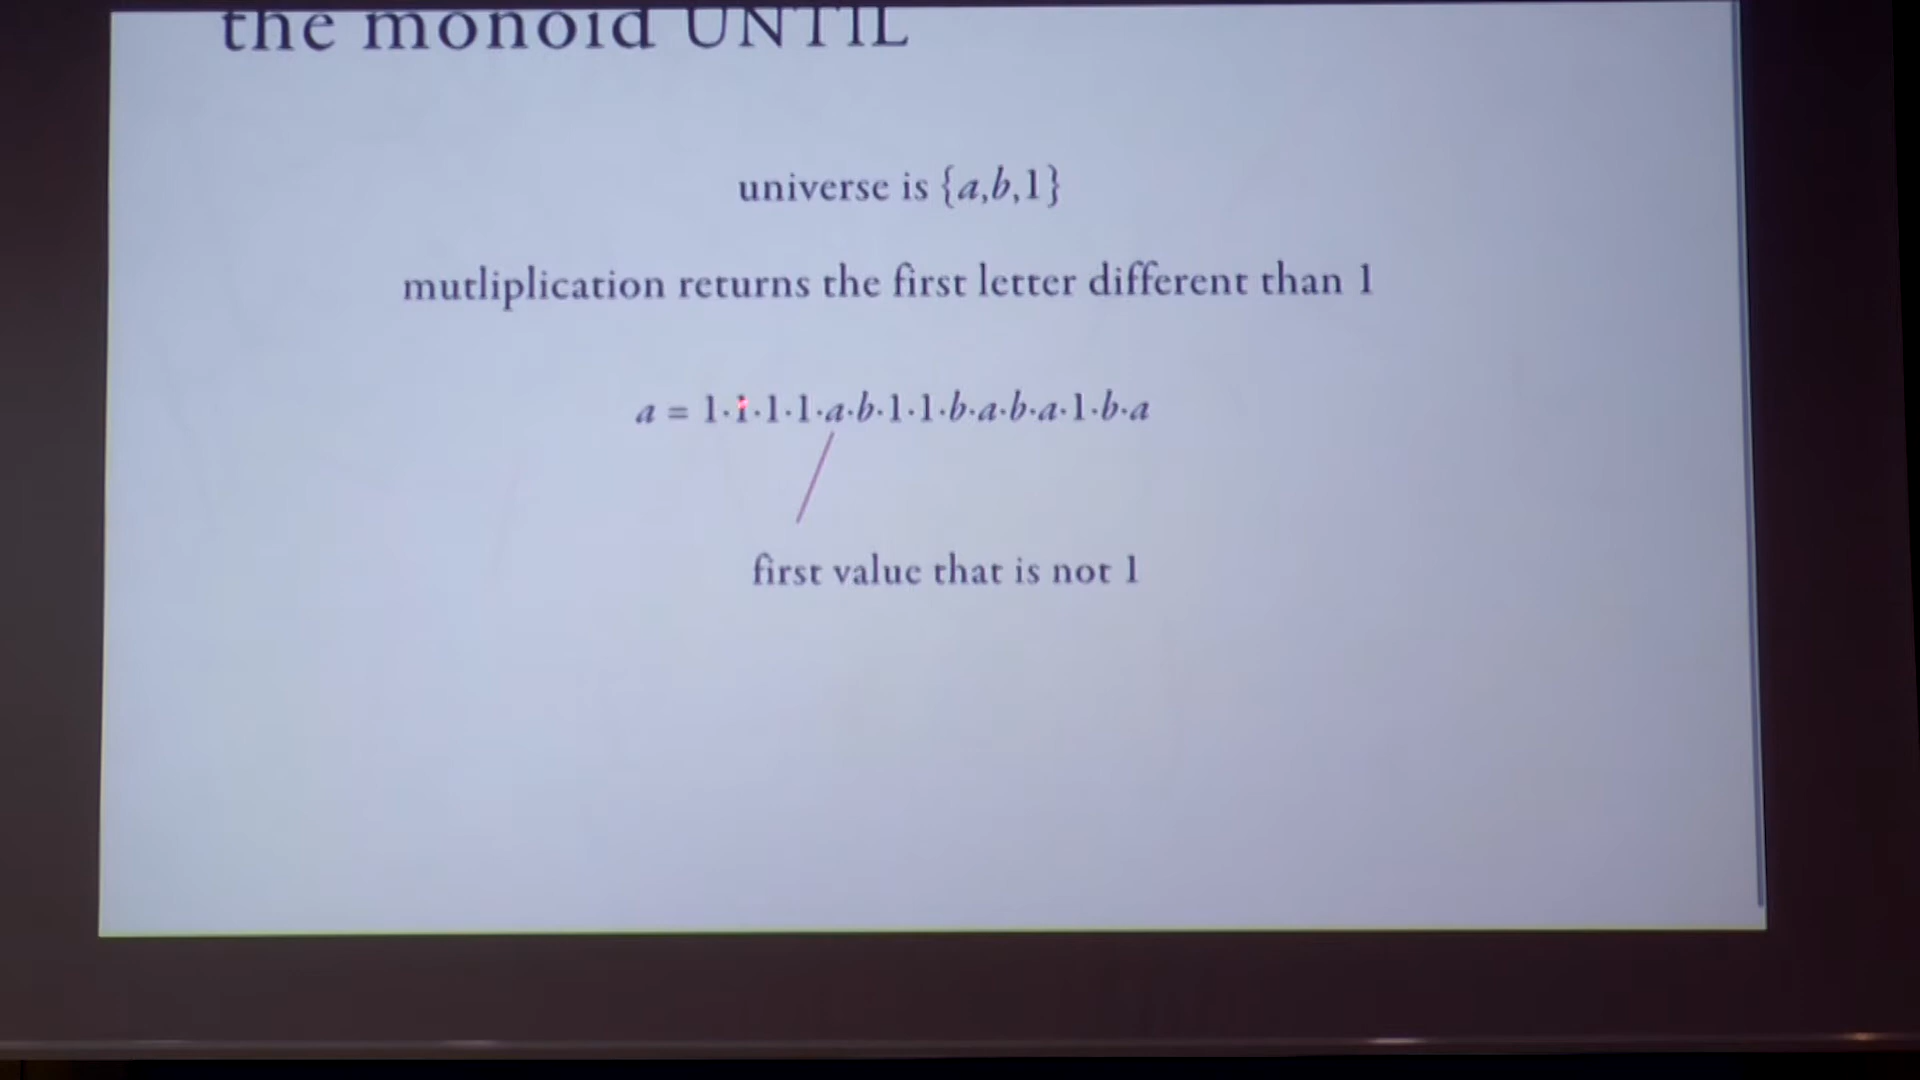 the monoid UNTIL
universe is {a,b,1}
mutliplication returns the first letter different than 1
a = 1·1·1·1·a·b·1·1·b·a·b·a·1·b·a
first value that is not 1